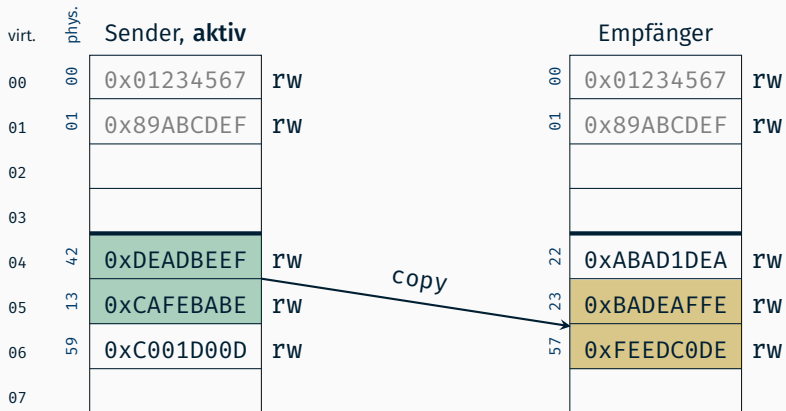 virt. phys. Sender, aktiv Empfänger
00 00 0x01234567 rw 00 0x01234567 rw
01 01 0x89ABCDEF rw 01 0x89ABCDEF rw
02
03
04 42 0xDEADBEEF rw 22 0xABAD1DEA rw
copy
05 13 0xCAFEBABE rw 23 0xBADEAFFE rw
06 59 0xC001D00D rw 57 0xFEEDC0DE rw
07